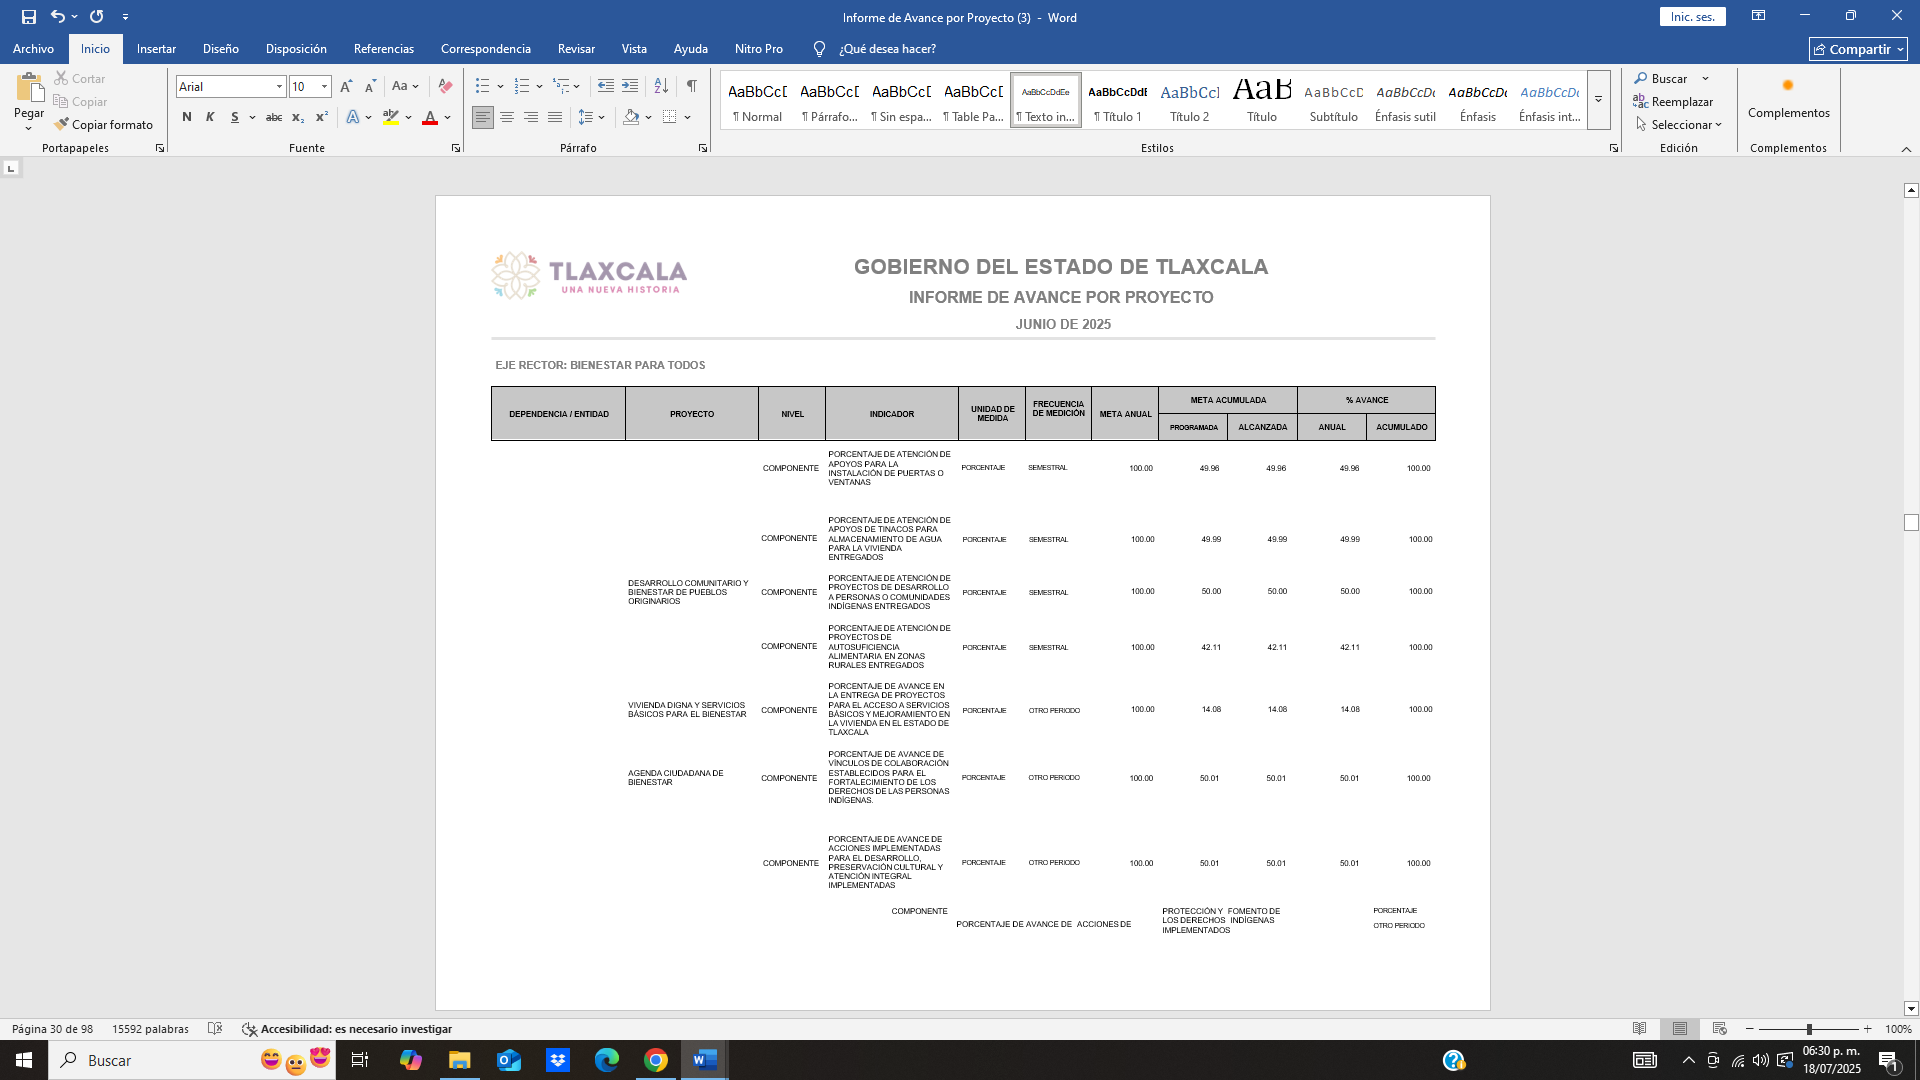 Informe de Avance por Proyecto (3) - Word
Inic. ses.
Archivo Inicio Insertar Diseño Disposición Referencias Correspondencia Revisar Vista Ayuda Nitro Pro ¿Qué desea hacer? Compartir
Pegar
Cortar
Copiar
Copiar formato
Portapapeles
Arial 10
Aa
N K S abc x₂ x² A A
Fuente
Párrafo
AaBbCcDdEe
¶ Normal ¶ Párrafo... ¶ Sin espa... ¶ Table Pa... ¶ Texto in... ¶ Título 1 Título 2 Título Subtítulo Énfasis sutil Énfasis Énfasis int...
Estilos
Buscar
Reemplazar
Seleccionar
Edición
Complementos
Complementos
TLAXCALA
UNA NUEVA HISTORIA
GOBIERNO DEL ESTADO DE TLAXCALA
INFORME DE AVANCE POR PROYECTO
JUNIO DE 2025
EJE RECTOR: BIENESTAR PARA TODOS
DEPENDENCIA / ENTIDAD PROYECTO NIVEL INDICADOR UNIDAD DE MEDIDA FRECUENCIA DE MEDICIÓN META ANUAL META ACUMULADA % AVANCE
PROGRAMADA ALCANZADA ANUAL ACUMULADO
PORCENTAJE DE ATENCIÓN DE
APOYOS PARA LA
COMPONENTE INSTALACIÓN DE PUERTAS O PORCENTAJE SEMESTRAL 100.00 49.96 49.96 49.96 100.00
VENTANAS
PORCENTAJE DE ATENCIÓN DE
APOYOS DE TINACOS PARA
COMPONENTE ALMACENAMIENTO DE AGUA PORCENTAJE SEMESTRAL 100.00 49.99 49.99 49.99 100.00
PARA LA VIVIENDA
ENTREGADOS
DESARROLLO COMUNITARIO Y PORCENTAJE DE ATENCIÓN DE
BIENESTAR DE PUEBLOS COMPONENTE PROYECTOS DE DESARROLLO PORCENTAJE SEMESTRAL 100.00 50.00 50.00 50.00 100.00
ORIGINARIOS A PERSONAS O COMUNIDADES
INDÍGENAS ENTREGADOS
PORCENTAJE DE ATENCIÓN DE
PROYECTOS DE
COMPONENTE AUTOSUFICIENCIA PORCENTAJE SEMESTRAL 100.00 42.11 42.11 42.11 100.00
ALIMENTARIA EN ZONAS
RURALES ENTREGADOS
PORCENTAJE DE AVANCE EN
LA ENTREGA DE PROYECTOS
VIVIENDA DIGNA Y SERVICIOS PARA EL ACCESO A SERVICIOS
BÁSICOS PARA EL BIENESTAR COMPONENTE BÁSICOS Y MEJORAMIENTO EN PORCENTAJE OTRO PERIODO 100.00 14.08 14.08 14.08 100.00
LA VIVIENDA EN EL ESTADO DE
TLAXCALA
PORCENTAJE DE AVANCE DE
VÍNCULOS DE COLABORACIÓN
AGENDA CIUDADANA DE COMPONENTE ESTABLECIDOS PARA EL PORCENTAJE OTRO PERIODO 100.00 50.01 50.01 50.01 100.00
BIENESTAR FORTALECIMIENTO DE LOS
DERECHOS DE LAS PERSONAS
INDÍGENAS.
PORCENTAJE DE AVANCE DE
ACCIONES IMPLEMENTADAS
PARA EL DESARROLLO,
COMPONENTE PRESERVACIÓN CULTURAL Y PORCENTAJE OTRO PERIODO 100.00 50.01 50.01 50.01 100.00
ATENCIÓN INTEGRAL
IMPLEMENTADAS
COMPONENTE PROTECCIÓN Y FOMENTO DE PORCENTAJE
PORCENTAJE DE AVANCE DE ACCIONES DE LOS DERECHOS INDÍGENAS OTRO PERIODO
IMPLEMENTADOS
Página 30 de 98 15592 palabras Accesibilidad: es necesario investigar 100%
Buscar
06:30 p. m.
18/07/2025
1